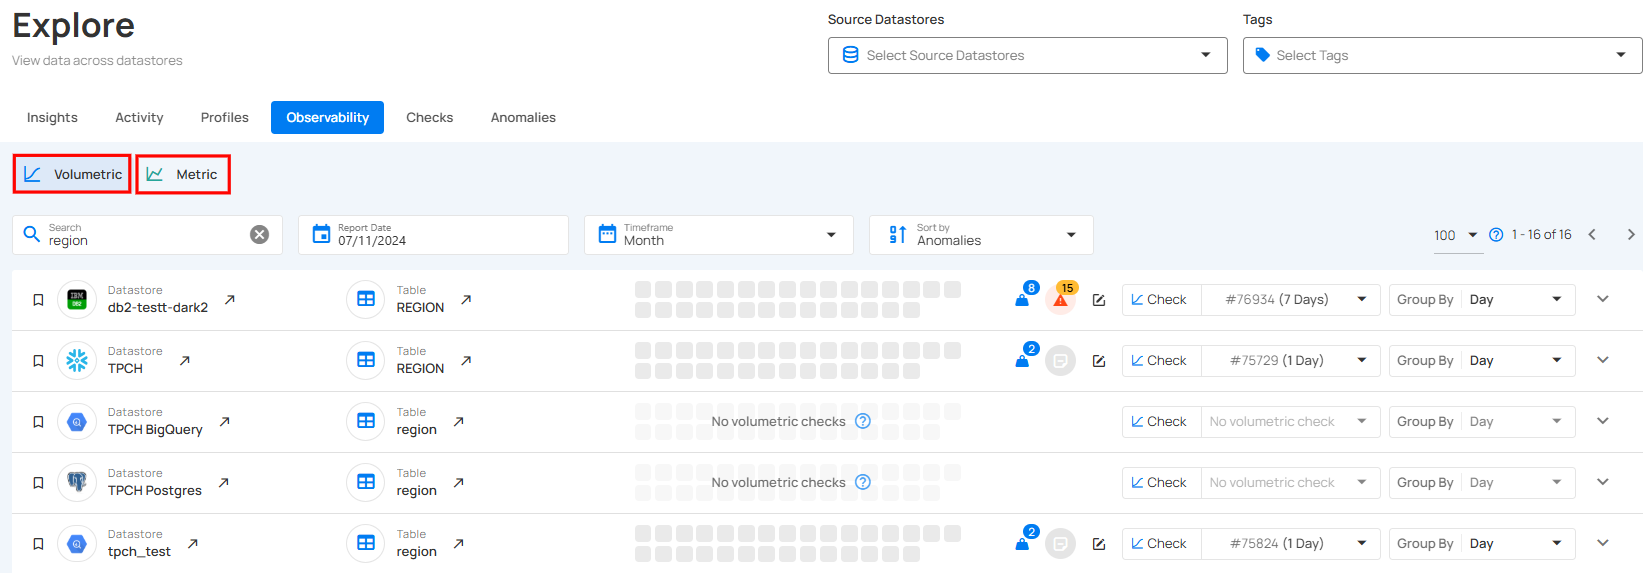 Explore
View data across datastores
Source Datastores
Select Source Datastores
Tags
Select Tags
Insights Activity Profiles Observability Checks Anomalies
Volumetric Metric
Search
region
Report Date
07/11/2024
Timeframe
Month
Sort by
Anomalies
100 1 - 16 of 16
IBM
DB2
Datastore
db2-testt-dark2
Table
REGION
8
15
Check #76934 (7 Days) Group By Day
Datastore
TPCH
Table
REGION
2
Check #75729 (1 Day) Group By Day
Datastore
TPCH BigQuery
Table
region
No volumetric checks
Check No volumetric check Group By Day
Datastore
TPCH Postgres
Table
region
No volumetric checks
Check No volumetric check Group By Day
Datastore
tpch_test
Table
region
2
Check #75824 (1 Day) Group By Day